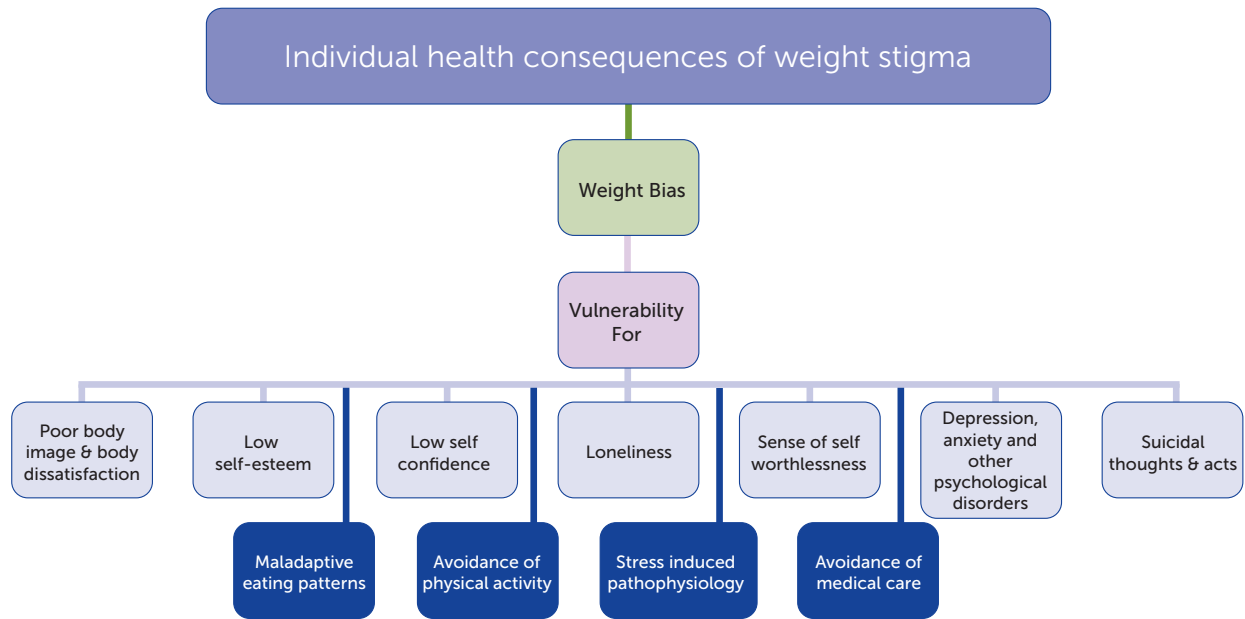 Individual health consequences of weight stigma
Weight Bias
Vulnerability
For
Poor body
image & body
dissatisfaction
Low
self-esteem
Low self
confidence
Loneliness
Sense of self
worthlessness
Depression,
anxiety and
other
psychological
disorders
Suicidal
thoughts & acts
Maladaptive
eating patterns
Avoidance of
physical activity
Stress induced
pathophysiology
Avoidance of
medical care